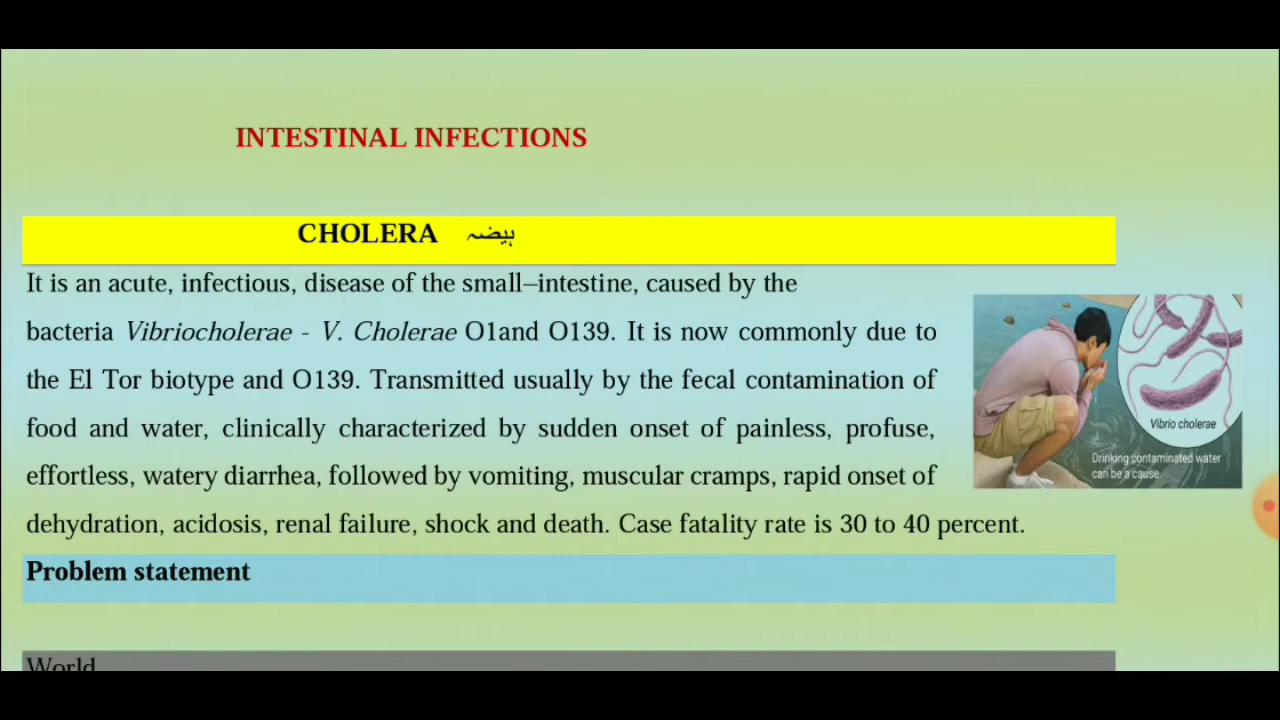 INTESTINAL INFECTIONS
CHOLERA ہیضہ
It is an acute, infectious, disease of the small–intestine, caused by the
bacteria Vibriocholerae - V. Cholerae O1and O139. It is now commonly due to
the El Tor biotype and O139. Transmitted usually by the fecal contamination of
food and water, clinically characterized by sudden onset of painless, profuse,
effortless, watery diarrhea, followed by vomiting, muscular cramps, rapid onset of
dehydration, acidosis, renal failure, shock and death. Case fatality rate is 30 to 40 percent.
Vibrio cholerae
Drinking contaminated water
can be a cause.
Problem statement
World